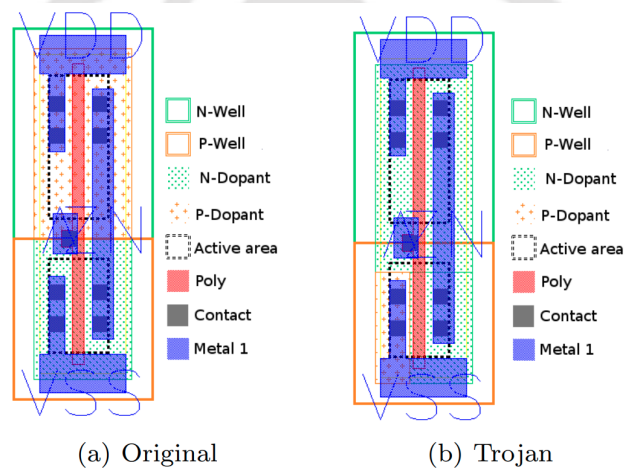 VDD
VDD
N-Well
P-Well
N-Dopant
P-Dopant
Active area
Poly
Contact
Metal 1
N-Well
P-Well
N-Dopant
P-Dopant
Active area
Poly
Contact
Metal 1
VSS
VSS
(a) Original
(b) Trojan